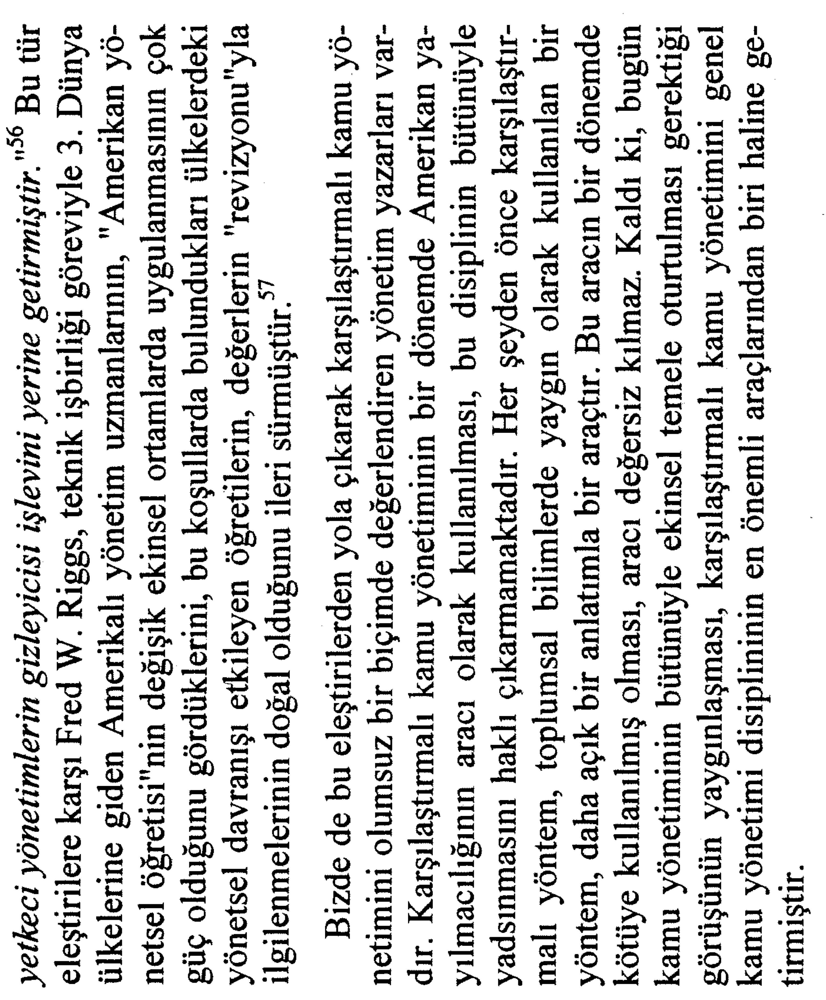 yetkeci yönetimlerin gizleyicisi işlevini yerine getirmiştir."56 Bu tür
eleştirilere karşı Fred W. Riggs, teknik işbirliği göreviyle 3. Dünya
ülkelerine giden Amerikalı yönetim uzmanlarının, "Amerikan yö-
netsel öğretisi"nin değişik ekinsel ortamlarda uygulanmasının çok
güç olduğunu gördüklerini, bu koşullarda bulundukları ülkelerdeki
yönetsel davranışı etkileyen öğretilerin, değerlerin "revizyonu"yla
ilgilenmelerinin doğal olduğunu ileri sürmüştür.57
Bizde de bu eleştirilerden yola çıkarak karşılaştırmalı kamu yö-
netimini olumsuz bir biçimde değerlendiren yönetim yazarları var-
dır. Karşılaştırmalı kamu yönetiminin bir dönemde Amerikan ya-
yılmacılığının aracı olarak kullanılması, bu disiplinin bütünüyle
yadsınmasını haklı çıkarmamaktadır. Her şeyden önce karşılaştır-
malı yöntem, toplumsal bilimlerde yaygın olarak kullanılan bir
yöntem, daha açık bir anlatımla bir araçtır. Bu aracın bir dönemde
kötüye kullanılmış olması, aracı değersiz kılmaz. Kaldı ki, bugün
kamu yönetiminin bütünüyle ekinsel temele oturtulması gerektiği
görüşünün yaygınlaşması, karşılaştırmalı kamu yönetimini genel
kamu yönetimi disiplininin en önemli araçlarından biri haline ge-
tirmiştir.